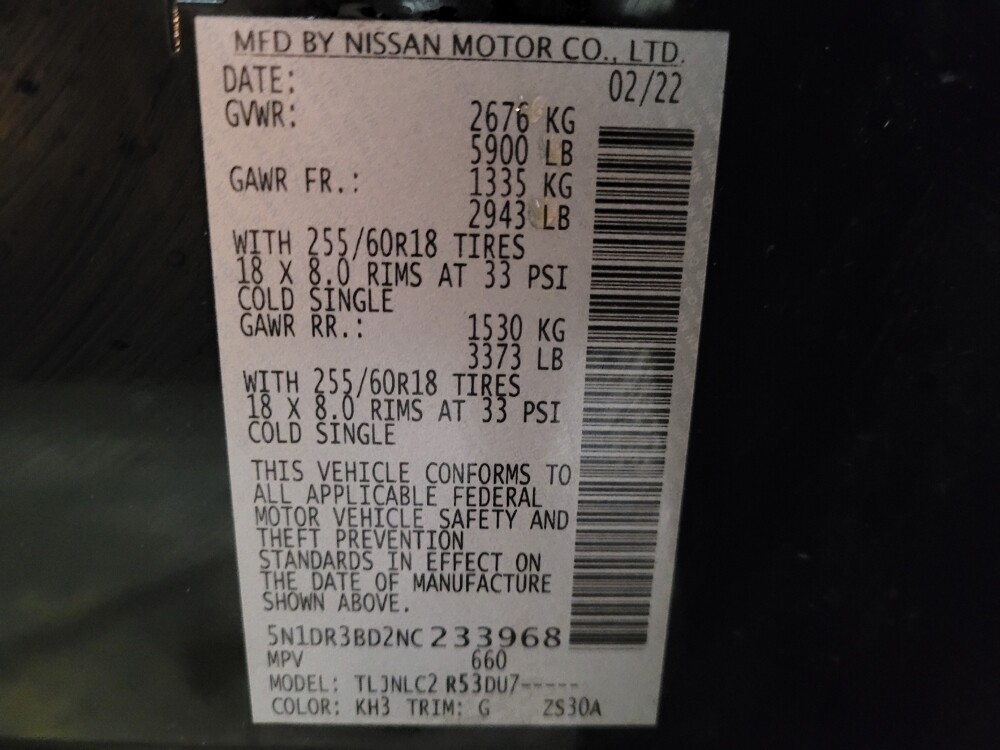 MFD BY NISSAN MOTOR CO., LTD.
DATE: 02/22
GVWR: 2676 KG
5900 LB
GAWR FR.: 1335 KG
2943 LB
WITH 255/60R18 TIRES
18 X 8.0 RIMS AT 33 PSI
COLD SINGLE
GAWR RR.: 1530 KG
3373 LB
WITH 255/60R18 TIRES
18 X 8.0 RIMS AT 33 PSI
COLD SINGLE
THIS VEHICLE CONFORMS TO
ALL APPLICABLE FEDERAL
MOTOR VEHICLE SAFETY AND
THEFT PREVENTION
STANDARDS IN EFFECT ON
THE DATE OF MANUFACTURE
SHOWN ABOVE.
5N1DR3BD2NC233968
MPV 660
MODEL: TLJNLC2 R53DU7-----
COLOR: KH3 TRIM: G ZS30A